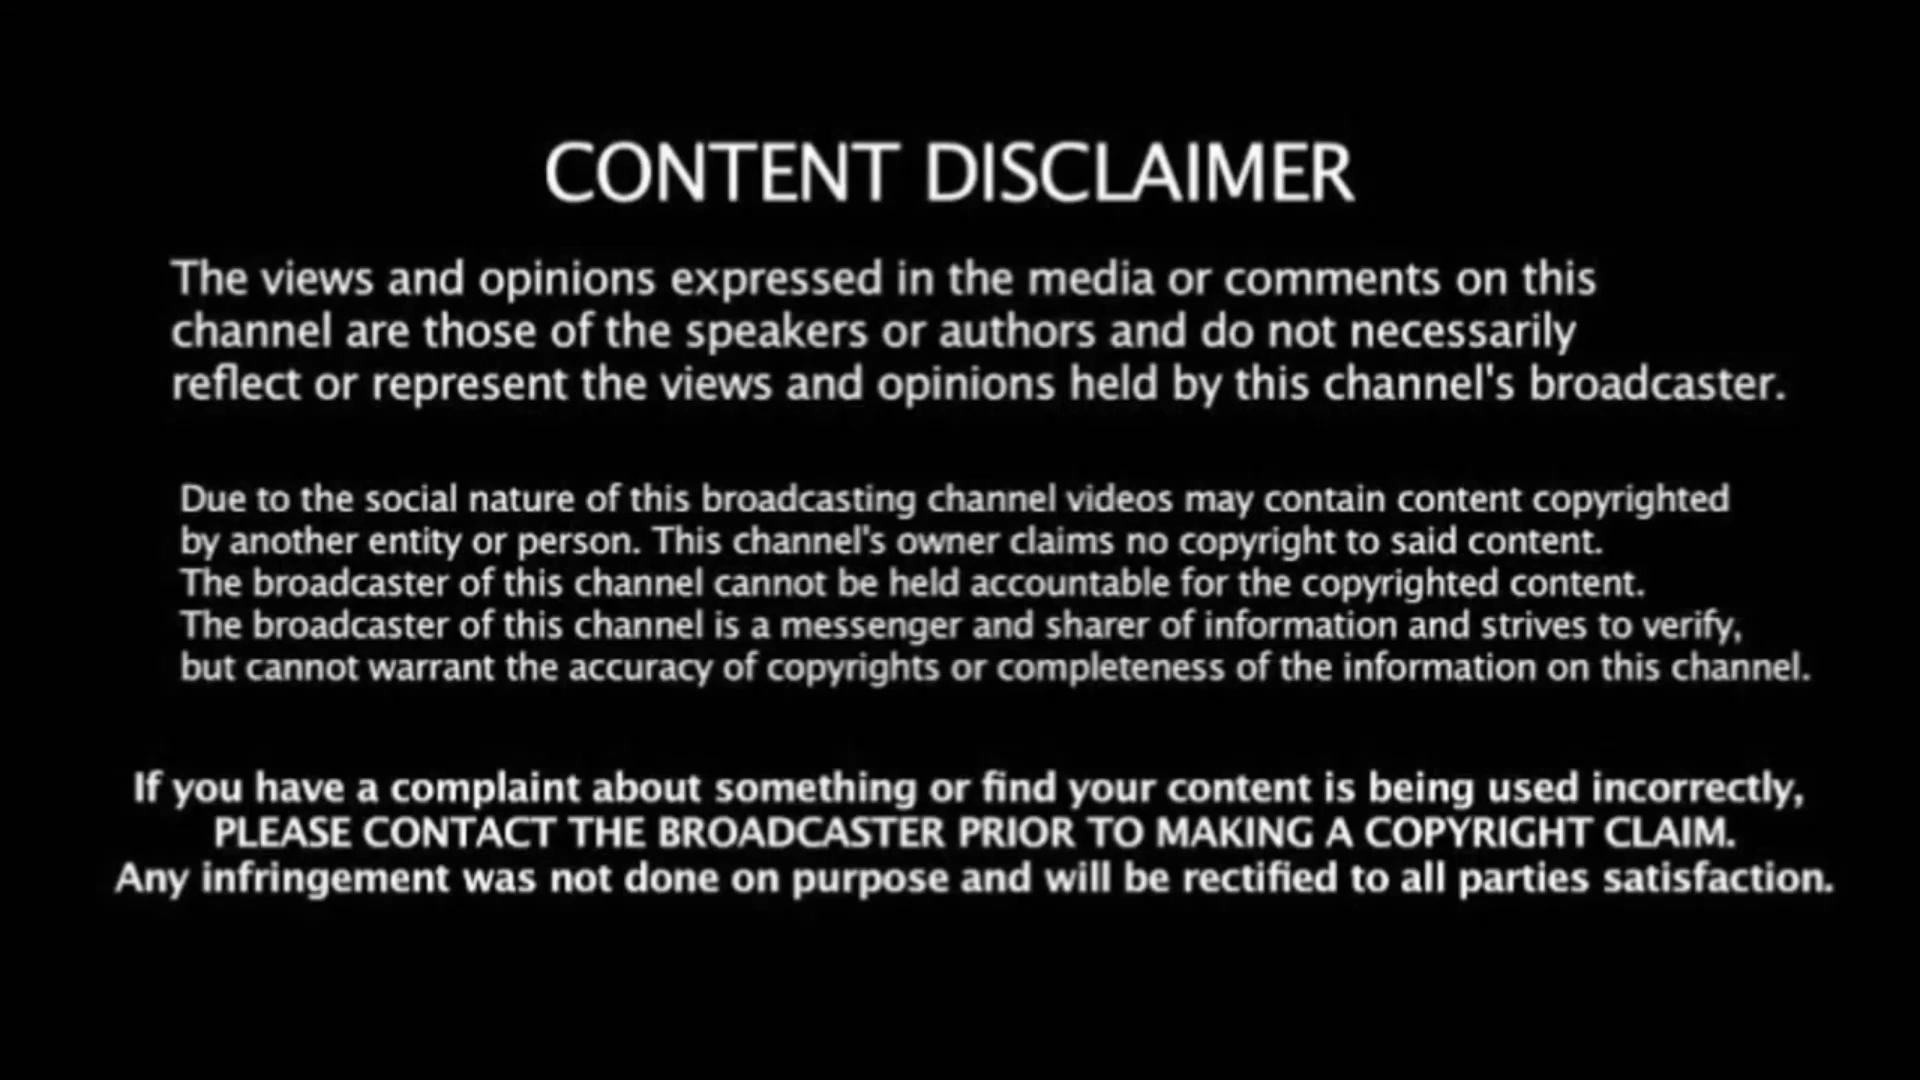 CONTENT DISCLAIMER
The views and opinions expressed in the media or comments on this
channel are those of the speakers or authors and do not necessarily
reflect or represent the views and opinions held by this channel's broadcaster.
Due to the social nature of this broadcasting channel videos may contain content copyrighted
by another entity or person. This channel's owner claims no copyright to said content.
The broadcaster of this channel cannot be held accountable for the copyrighted content.
The broadcaster of this channel is a messenger and sharer of information and strives to verify,
but cannot warrant the accuracy of copyrights or completeness of the information on this channel.
If you have a complaint about something or find your content is being used incorrectly,
PLEASE CONTACT THE BROADCASTER PRIOR TO MAKING A COPYRIGHT CLAIM.
Any infringement was not done on purpose and will be rectified to all parties satisfaction.